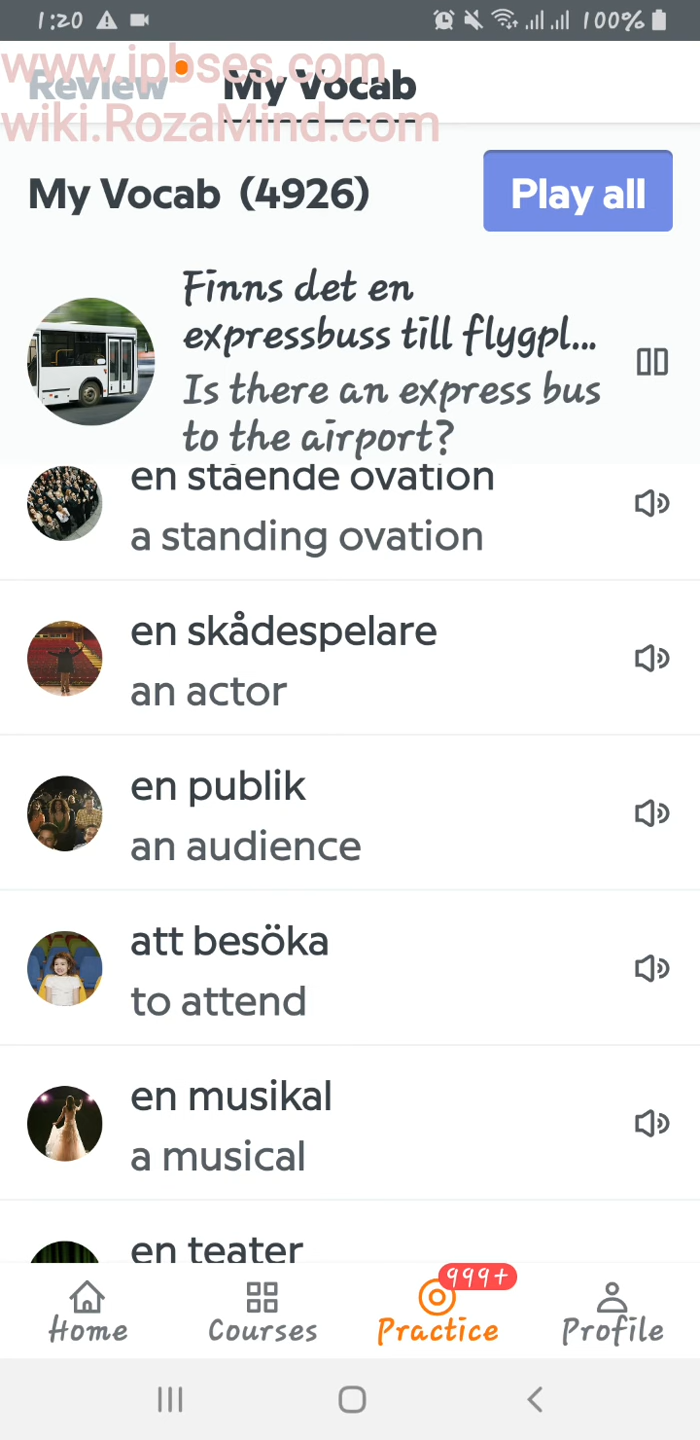 1:20
100%
www.ipbses.com
Review
My Vocab
wiki.RozaMind.com
My Vocab (4926)
Play all
Finns det en
expressbuss till flygpl...
Is there an express bus
to the airport?
en stående ovation
a standing ovation
en skådespelare
an actor
en publik
an audience
att besöka
to attend
en musikal
a musical
en teater
999+
Home
Courses
Practice
Profile